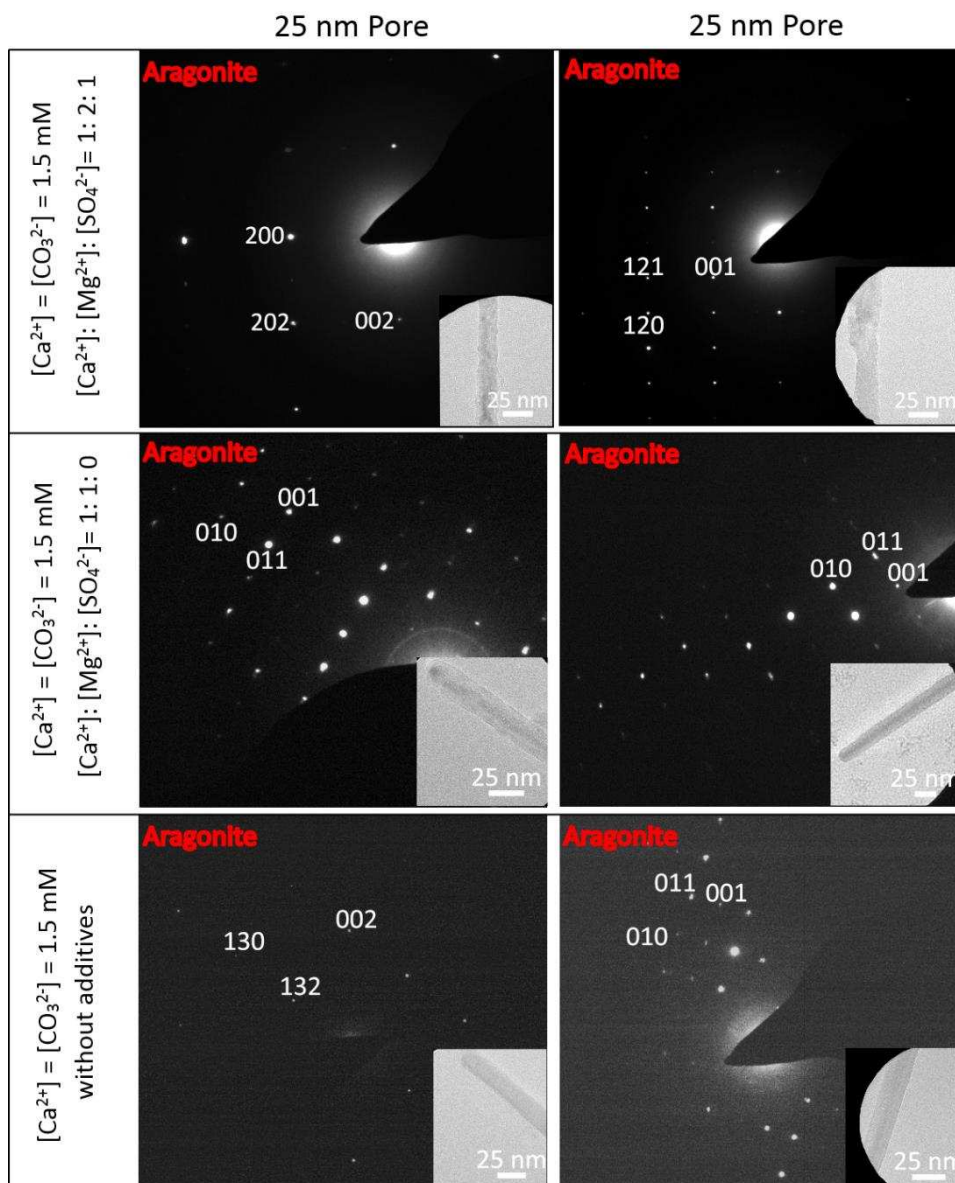 25 nm Pore
25 nm Pore
[Ca²⁺] = [CO₃²⁻] = 1.5 mM
[Ca²⁺]: [Mg²⁺]: [SO₄²⁻]= 1: 2: 1
Aragonite
200
202
002
25 nm
Aragonite
121
001
120
25 nm
[Ca²⁺] = [CO₃²⁻] = 1.5 mM
[Ca²⁺]: [Mg²⁺]: [SO₄²⁻]= 1: 1: 0
Aragonite
001
010
011
25 nm
Aragonite
011
010
001
25 nm
[Ca²⁺] = [CO₃²⁻] = 1.5 mM
without additives
Aragonite
002
130
132
25 nm
Aragonite
011
001
010
25 nm